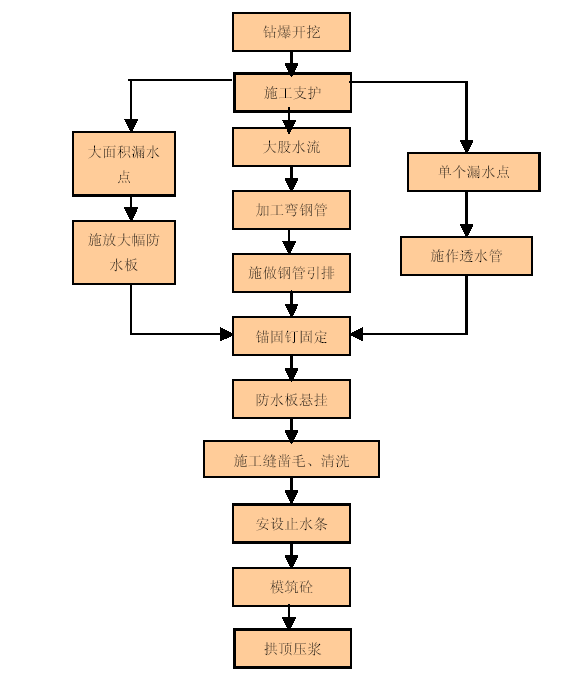 钻爆开挖
施工支护
大面积漏水
点
大股水流
单个漏水点
加工弯钢管
施放大幅防
水板
施做钢管引排
施作透水管
锚固钉固定
防水板悬挂
施工缝凿毛、清洗
安设止水条
模筑砼
拱顶压浆